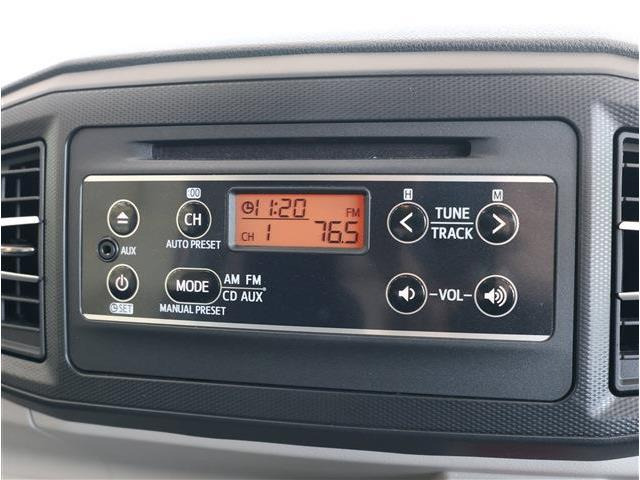 :00
H
M
CH
11:20
FM
CH 1 76.5
TUNE
TRACK
AUX
AUTO PRESET
MODE
AM FM
CD AUX
-VOL-
SET
MANUAL PRESET